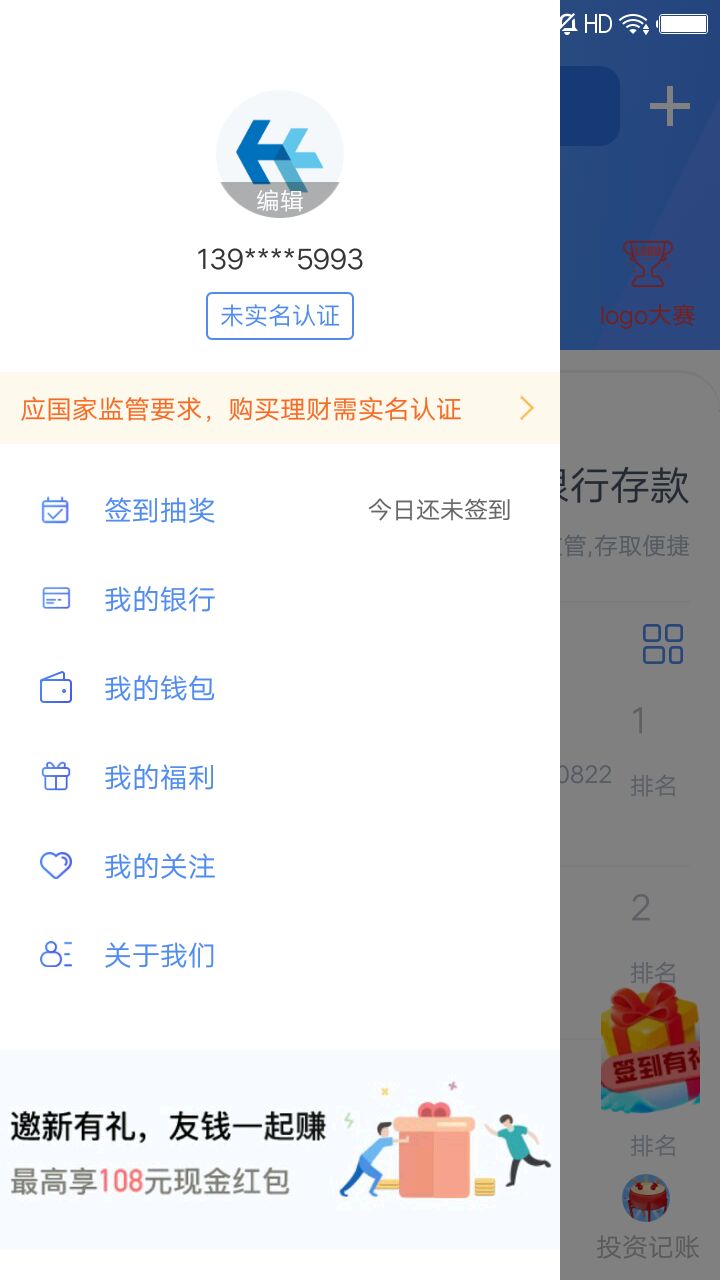 HD
编辑
139****5993
未实名认证
logo大赛
应国家监管要求，购买理财需实名认证
签到抽奖
今日还未签到
行存款
管,存取便捷
我的银行
我的钱包
1
0822
排名
我的福利
我的关注
2
关于我们
排名
签到有礼
邀新有礼，友钱一起赚
最高享108元现金红包
排名
投资记账